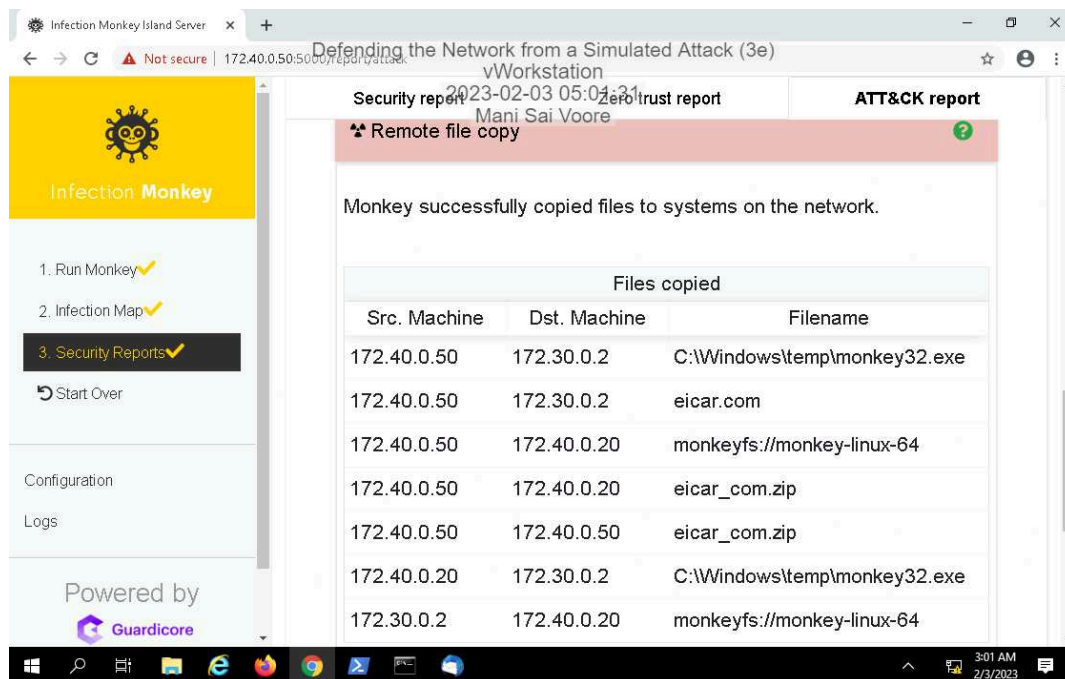 Infection Monkey Island Server
Not secure | 172.40.0.50:5000/report/attack
Defending the Network from a Simulated Attack (3e)
vWorkstation
2023-02-03 05:01:31
Mani Sai Voore
Infection Monkey
1. Run Monkey
2. Infection Map
3. Security Reports
Start Over
Configuration
Logs
Powered by
Guardicore
Security report
Zero trust report
ATT&CK report
Remote file copy
?
Monkey successfully copied files to systems on the network.
Files copied
Src. Machine Dst. Machine Filename
172.40.0.50 172.30.0.2 C:\Windows\temp\monkey32.exe
172.40.0.50 172.30.0.2 eicar.com
172.40.0.50 172.40.0.20 monkeyfs://monkey-linux-64
172.40.0.50 172.40.0.20 eicar_com.zip
172.40.0.50 172.40.0.50 eicar_com.zip
172.40.0.20 172.30.0.2 C:\Windows\temp\monkey32.exe
172.30.0.2 172.40.0.20 monkeyfs://monkey-linux-64
3:01 AM
2/3/2023